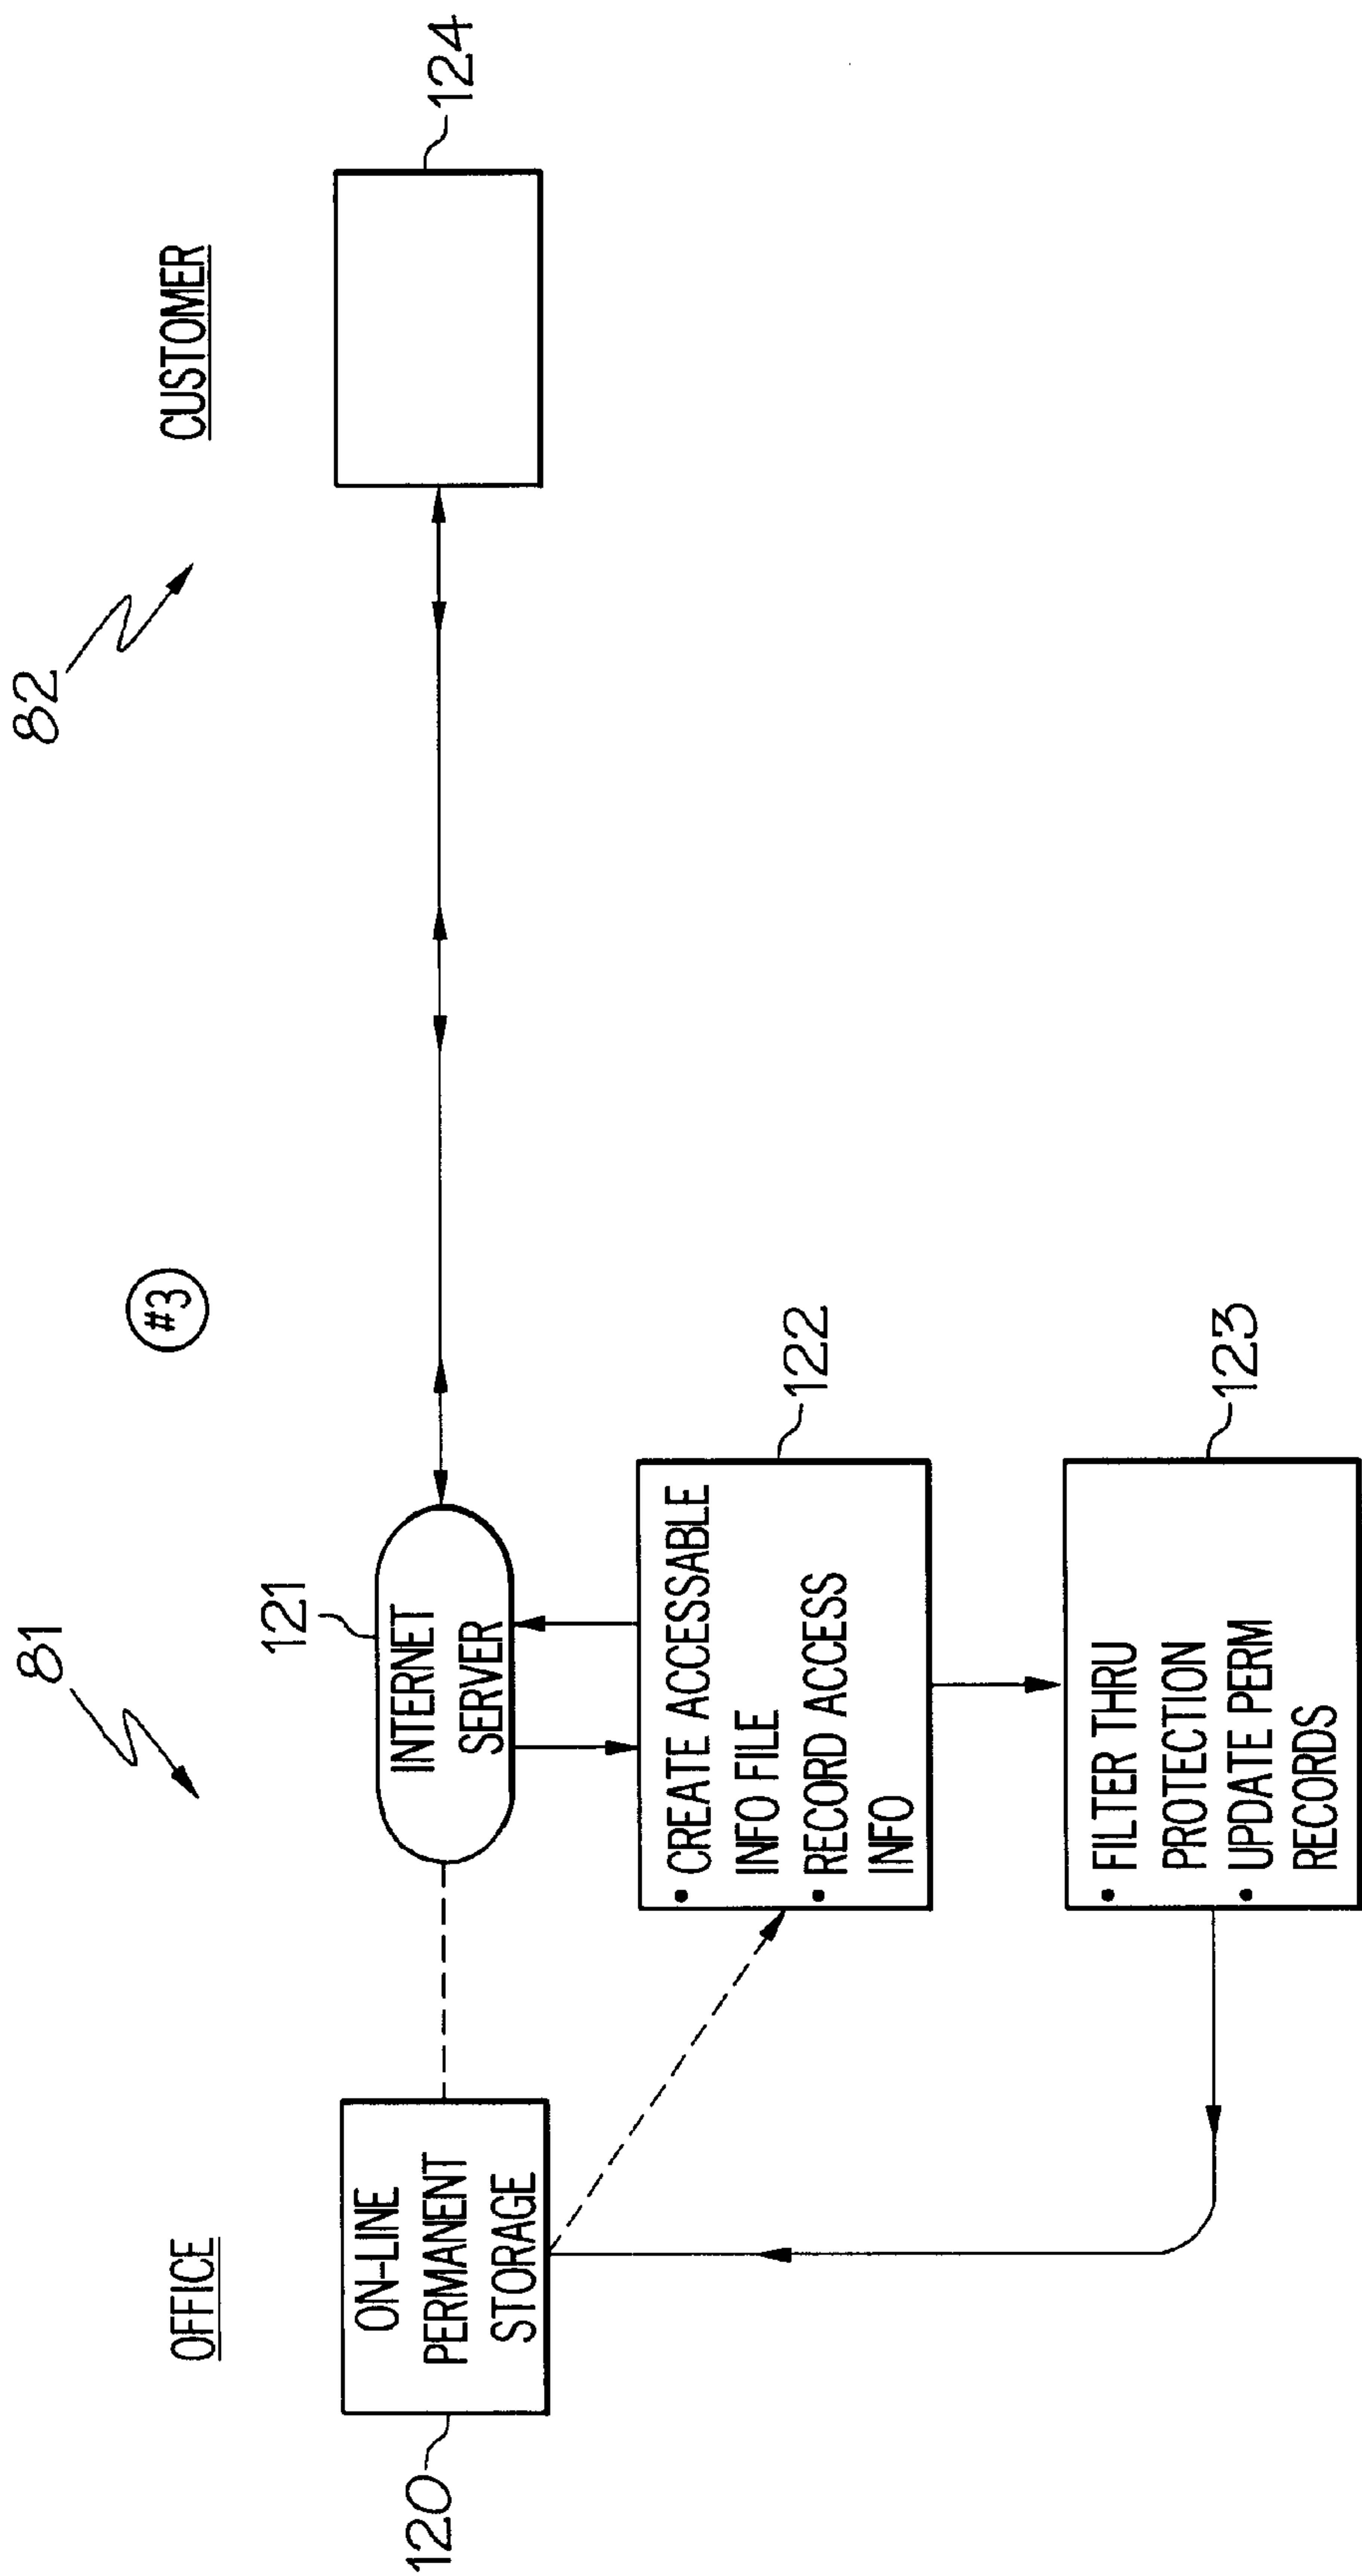 81
#3
82
OFFICE
CUSTOMER
120
ON-LINE
PERMANENT
STORAGE
121
INTERNET
SERVER
124
• CREATE ACCESSABLE
INFO FILE
• RECORD ACCESS
INFO
122
• FILTER THRU
PROTECTION
• UPDATE PERM
RECORDS
123